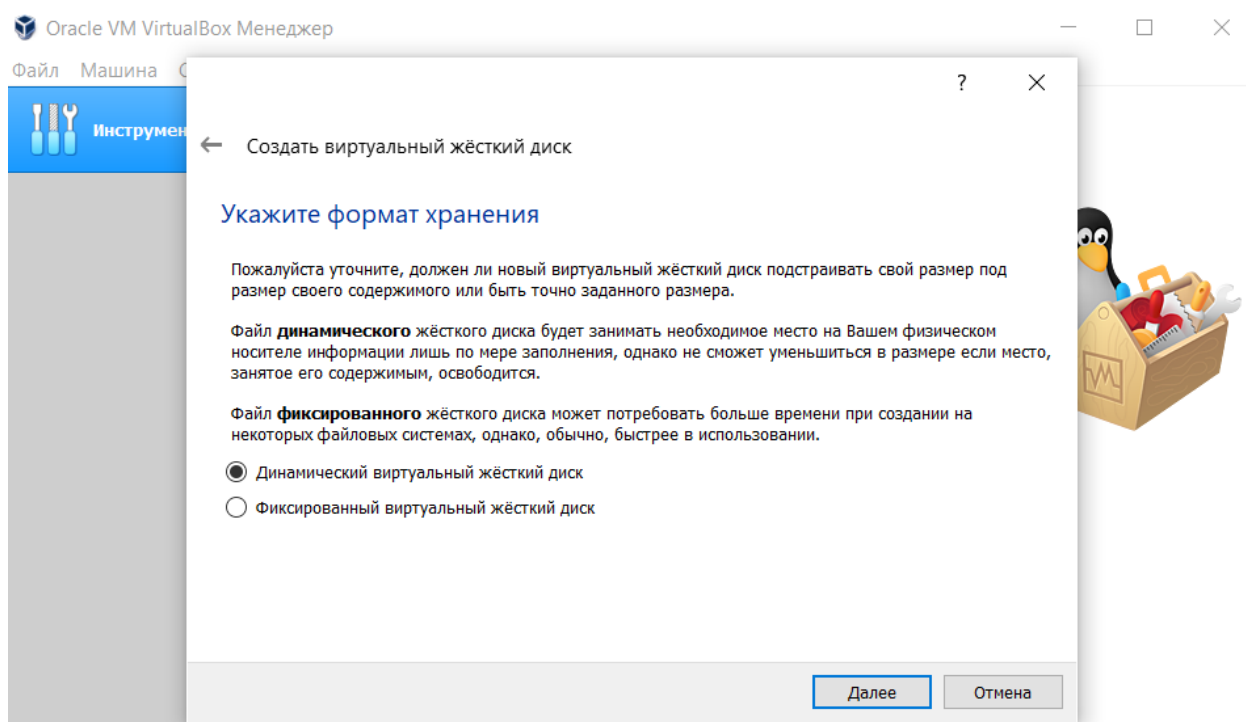 Oracle VM VirtualBox Менеджер
Файл Машина
?
Инструмен
Создать виртуальный жёсткий диск
Укажите формат хранения
Пожалуйста уточните, должен ли новый виртуальный жёсткий диск подстраивать свой размер под
размер своего содержимого или быть точно заданного размера.
Файл динамического жёсткого диска будет занимать необходимое место на Вашем физическом
носителе информации лишь по мере заполнения, однако не сможет уменьшиться в размере если место,
занятое его содержимым, освободится.
Файл фиксированного жёсткого диска может потребовать больше времени при создании на
некоторых файловых системах, однако, обычно, быстрее в использовании.
Динамический виртуальный жёсткий диск
Фиксированный виртуальный жёсткий диск
Далее Отмена